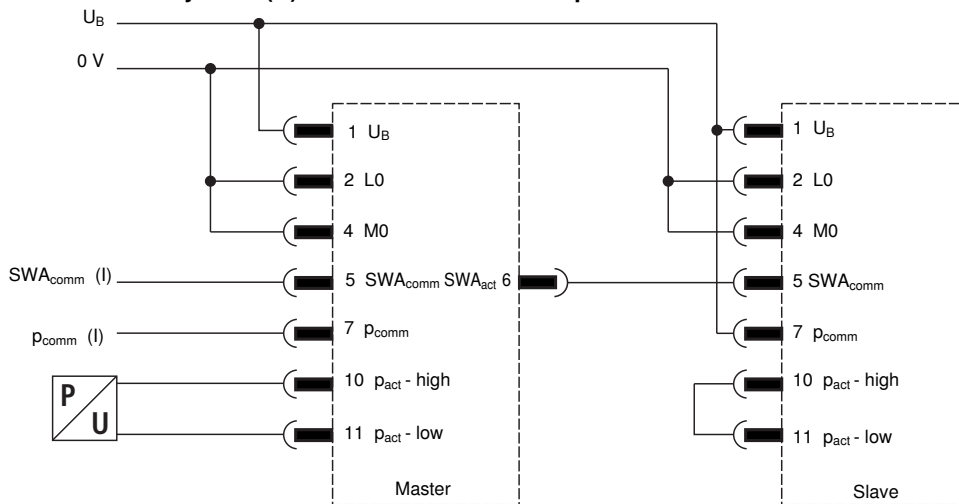 U_B
0 V
1 U_B
1 U_B
2 L0
2 L0
4 M0
4 M0
SWA_comm (I)
5 SWA_comm SWA_act 6
5 SWA_comm
p_comm (I)
7 p_comm
7 p_comm
P
U
10 p_act - high
10 p_act - high
11 p_act - low
11 p_act - low
Master
Slave